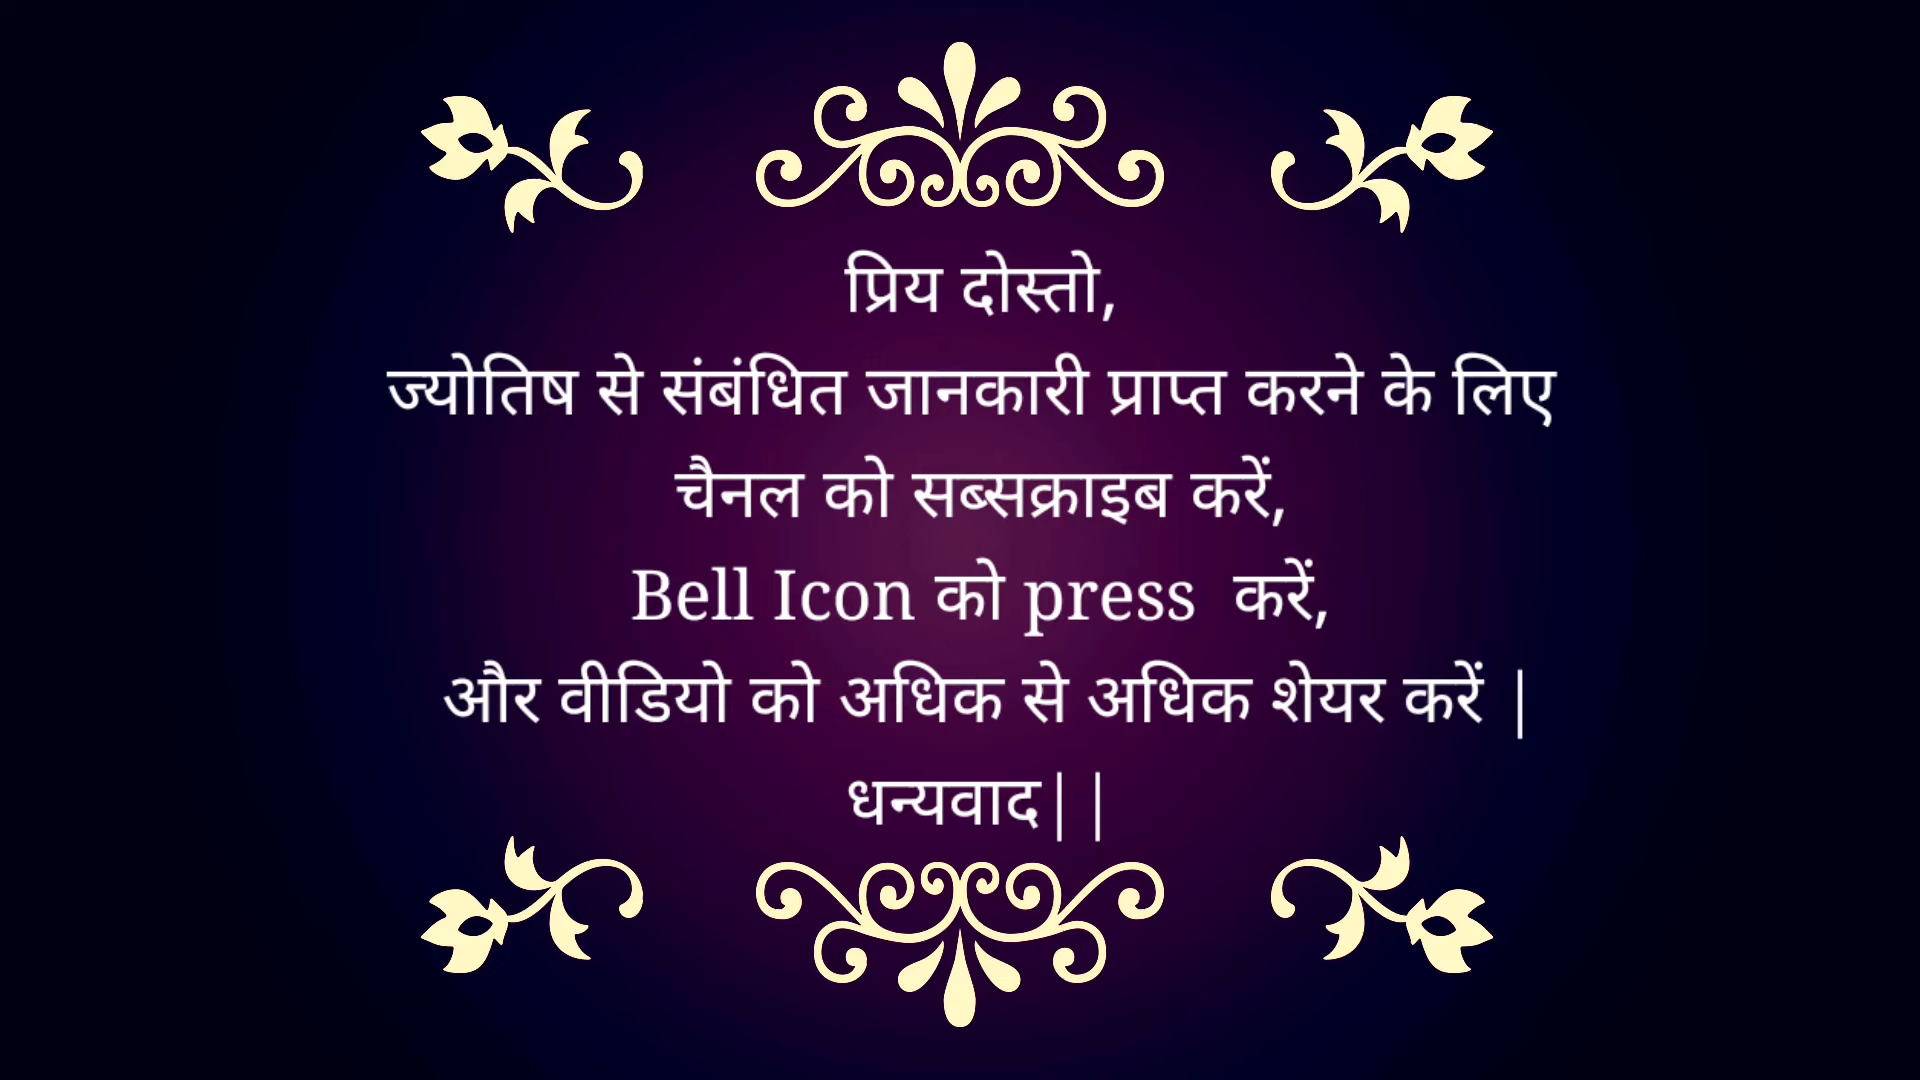 प्रिय दोस्तो,
ज्योतिष से संबंधित जानकारी प्राप्त करने के लिए
चैनल को सब्सक्राइब करें,
Bell Icon को press  करें,
और वीडियो को अधिक से अधिक शेयर करें |
धन्यवाद||